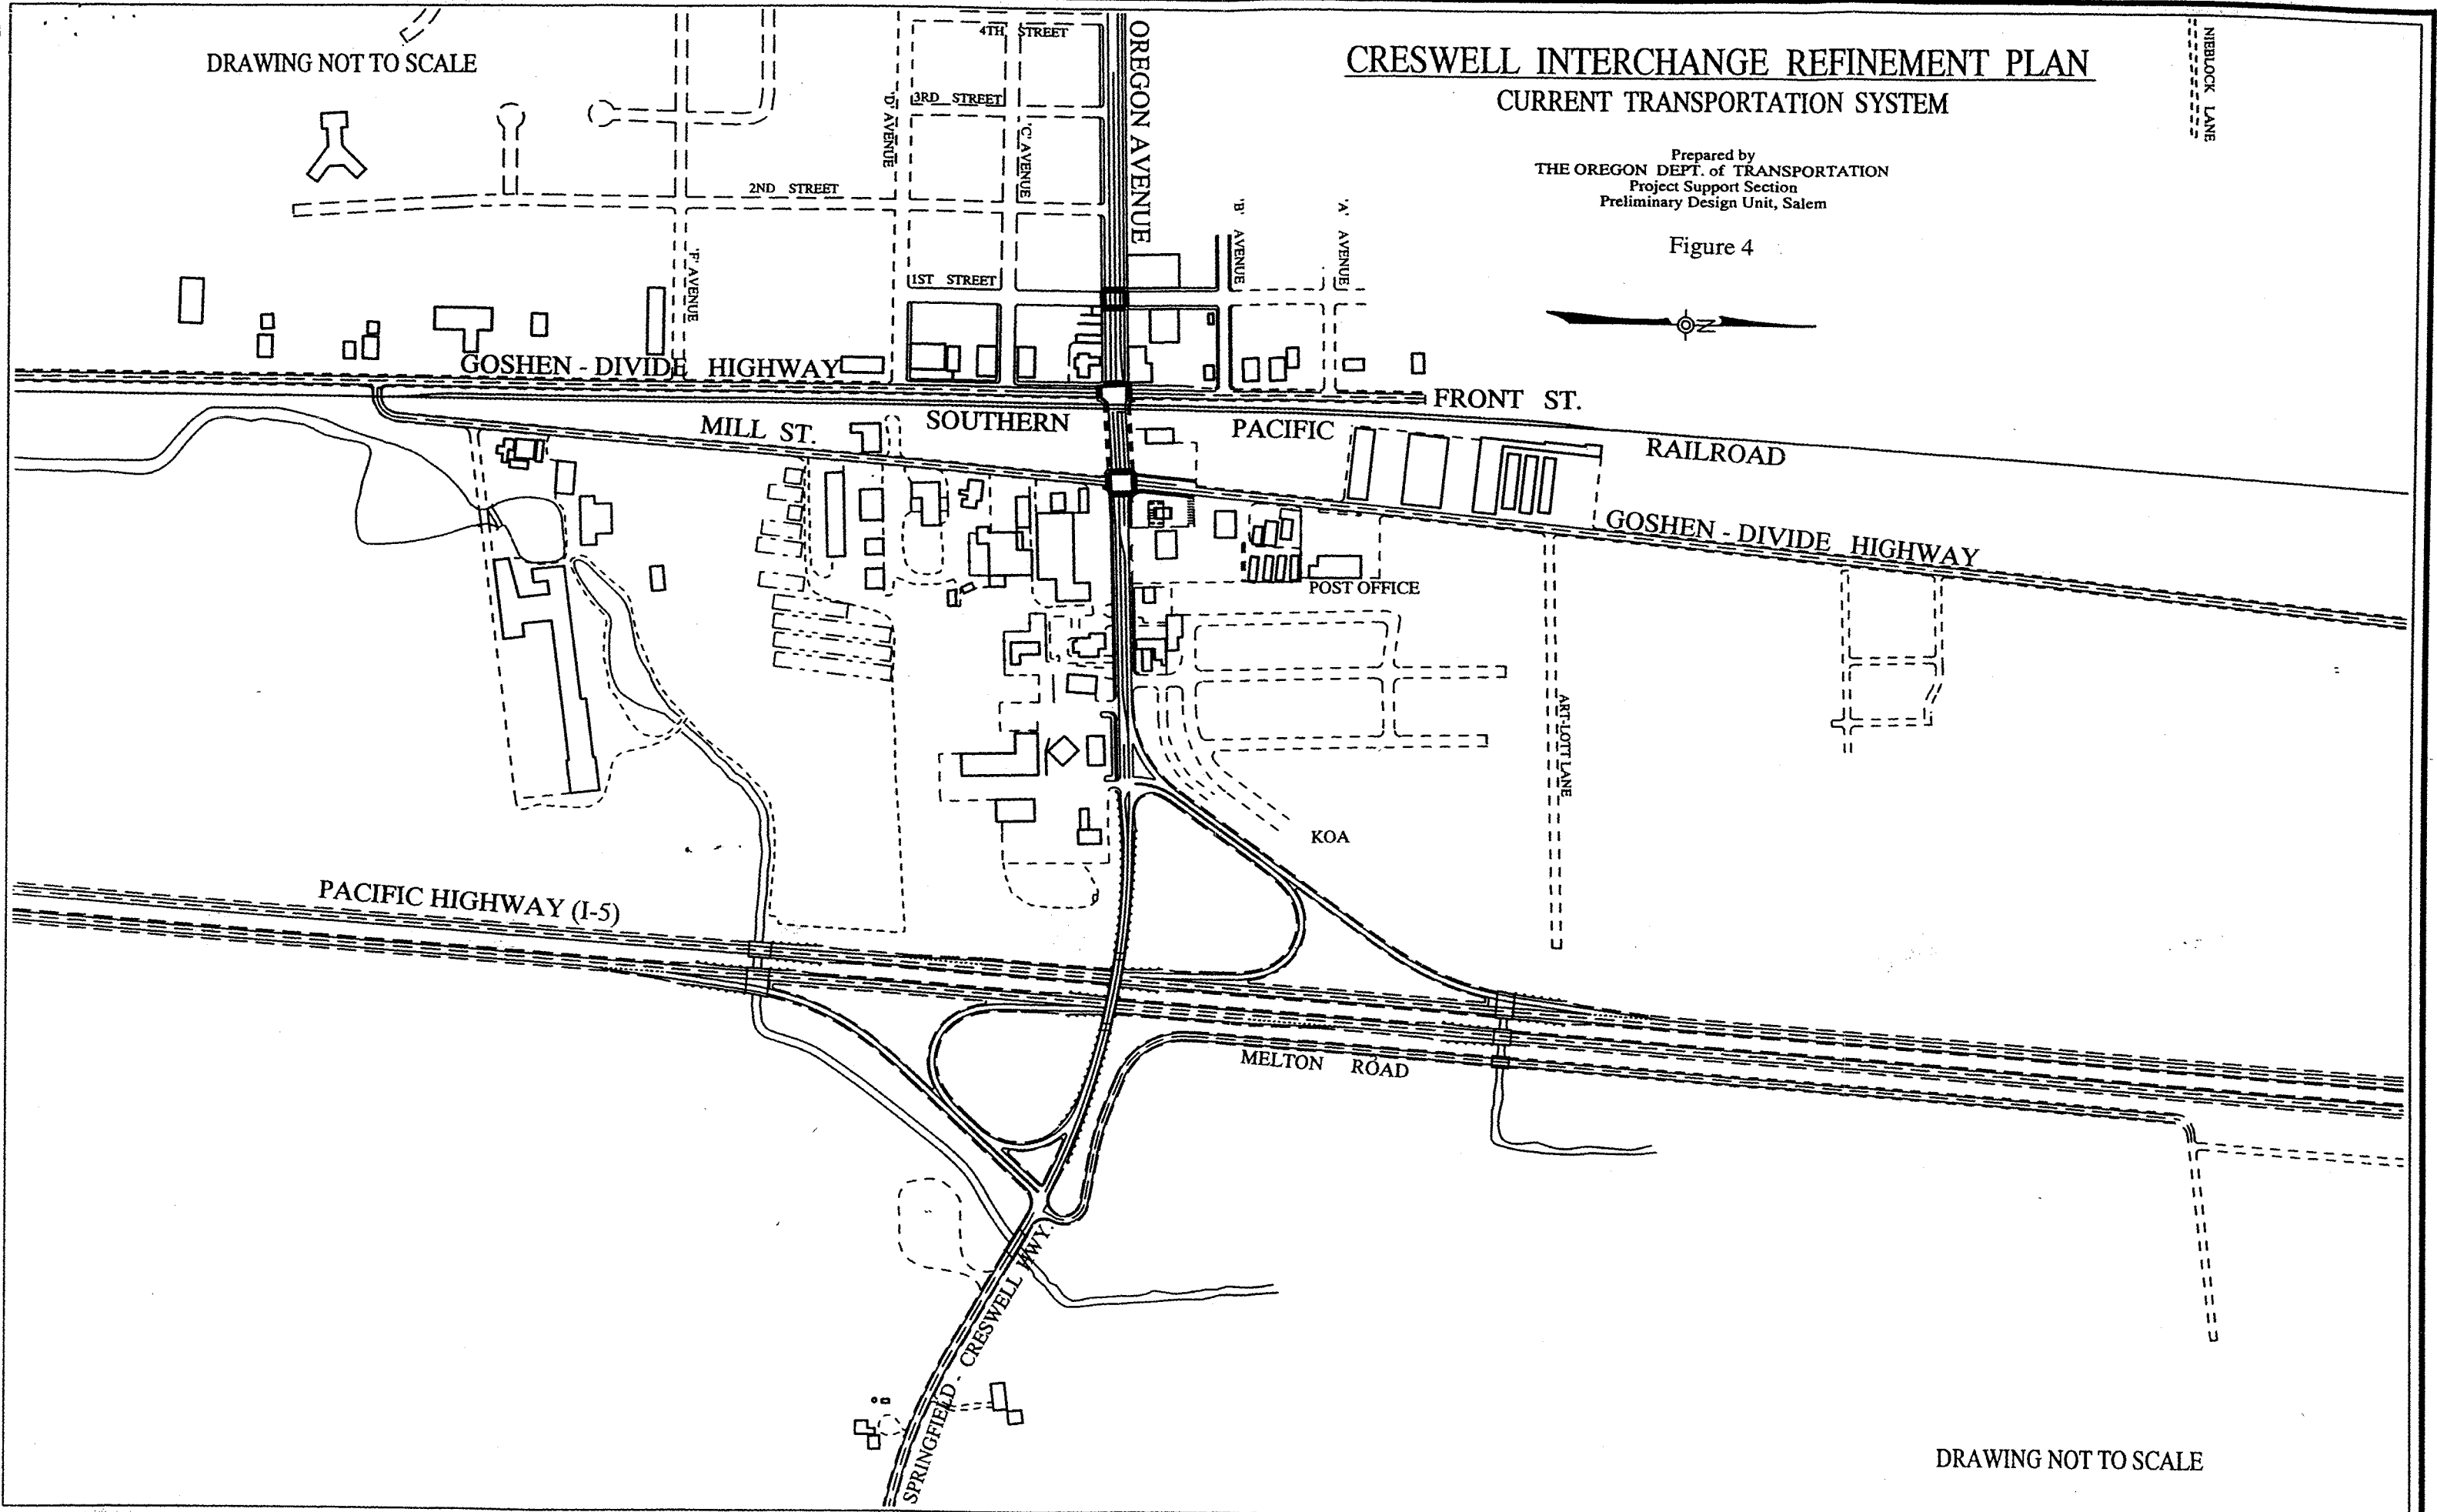 DRAWING NOT TO SCALE
CRESWELL INTERCHANGE REFINEMENT PLAN
CURRENT TRANSPORTATION SYSTEM
Prepared by
THE OREGON DEPT. of TRANSPORTATION
Project Support Section
Preliminary Design Unit, Salem
Figure 4
N
NIEBLOCK LANE
4TH STREET
OREGON AVENUE
3RD STREET
'D' AVENUE
'C' AVENUE
2ND STREET
'B' AVENUE
'A' AVENUE
'F' AVENUE
1ST STREET
GOSHEN - DIVIDE HIGHWAY
FRONT ST.
MILL ST.
SOUTHERN PACIFIC RAILROAD
GOSHEN - DIVIDE HIGHWAY
POST OFFICE
ART-LOTT LANE
KOA
PACIFIC HIGHWAY (I-5)
MELTON ROAD
SPRINGFIELD - CRESWELL HWY.
DRAWING NOT TO SCALE